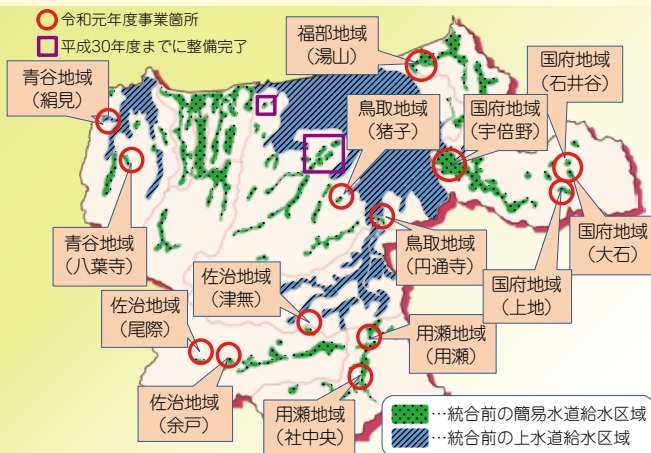 令和元年度事業箇所
平成30年度までに整備完了
青谷地域
(絹見)
福部地域
(湯山)
鳥取地域
(猪子)
国府地域
(宇倍野)
国府地域
(石井谷)
青谷地域
(八葉寺)
佐治地域
(尾際)
佐治地域
(津無)
鳥取地域
(円通寺)
国府地域
(上地)
国府地域
(大石)
佐治地域
(余戸)
用瀬地域
(社中央)
用瀬地域
(用瀬)
…統合前の簡易水道給水区域
…統合前の上水道給水区域